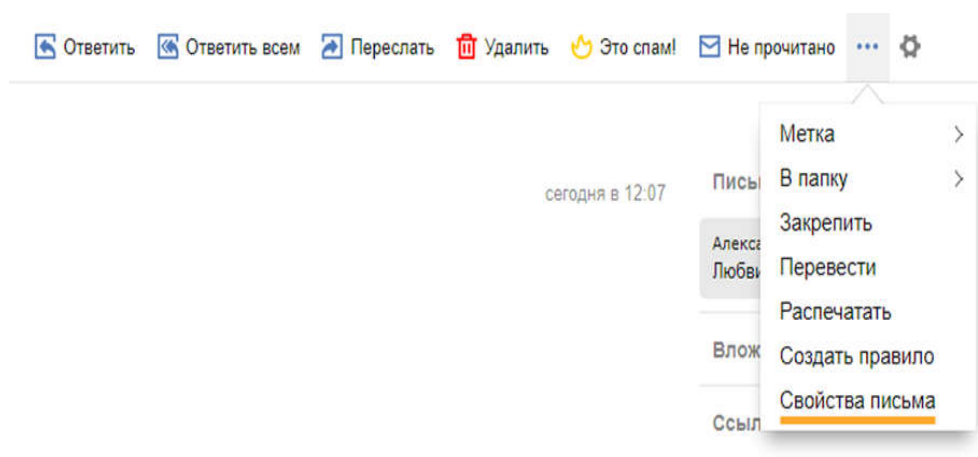 Ответить Ответить всем Переслать Удалить Это спам! Не прочитано
Метка
сегодня в 12:07
В папку
Закрепить
Перевести
Распечатать
Создать правило
Свойства письма